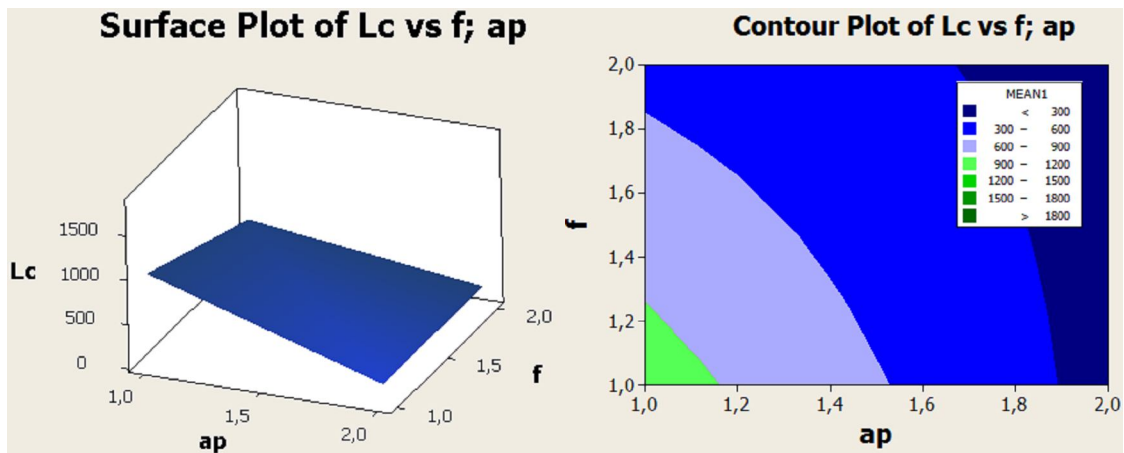 Surface Plot of Lc vs f; ap
1500
1000
500
0
Lc
1,0
1,5
2,0
ap
2,0
1,5
1,0
f
Contour Plot of Lc vs f; ap
2,0
1,8
1,6
1,4
1,2
1,0
f
1,0 1,2 1,4 1,6 1,8 2,0
ap
MEAN1
< 300
300 – 600
600 – 900
900 – 1200
1200 – 1500
1500 – 1800
> 1800